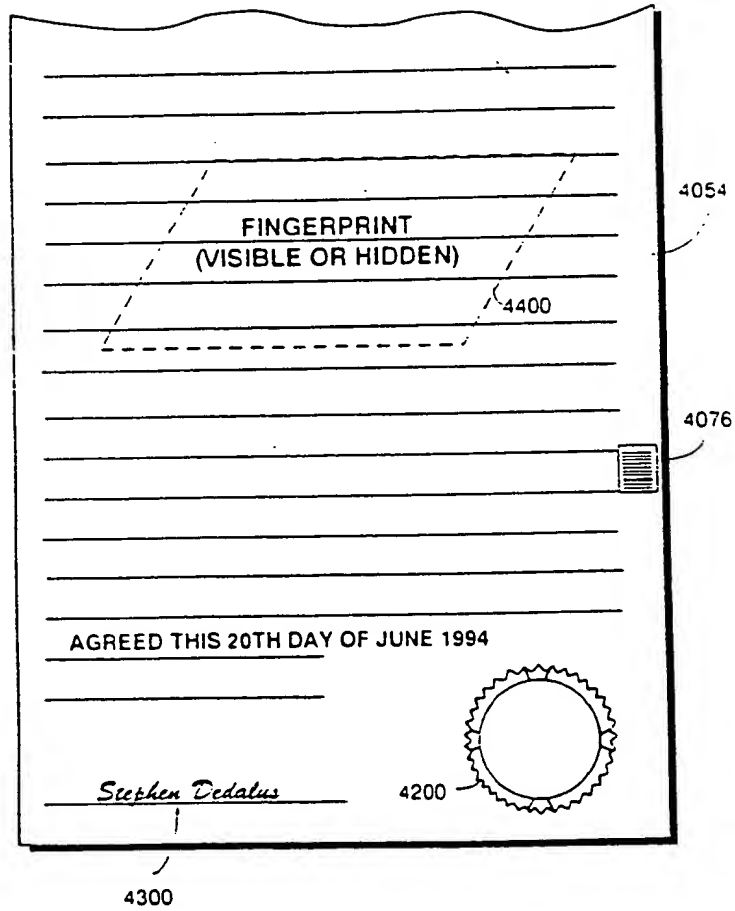 4054
FINGERPRINT
(VISIBLE OR HIDDEN)
4400
4076
AGREED THIS 20TH DAY OF JUNE 1994
Stephen Dedalus
4200
4300